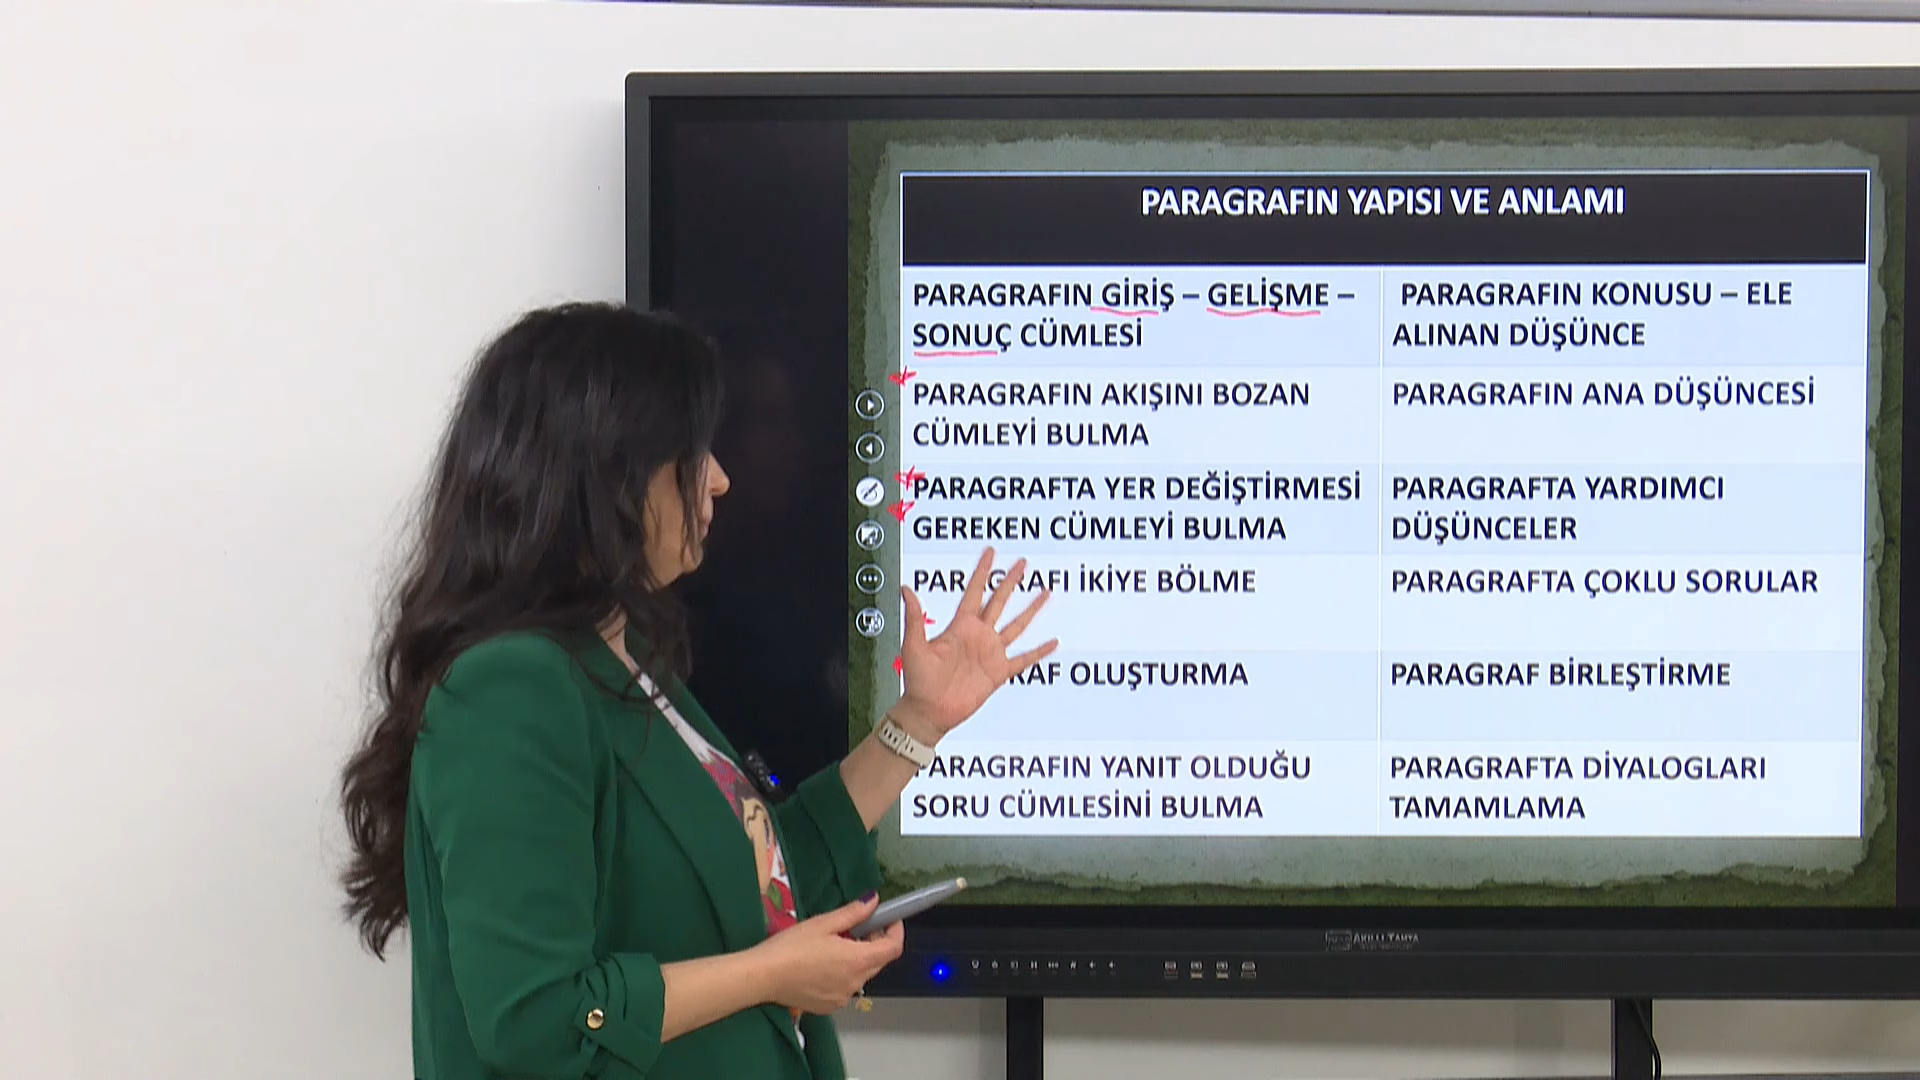 PARAGRAFIN YAPISI VE ANLAMI
PARAGRAFIN GİRİŞ – GELİŞME –
SONUÇ CÜMLESİ
PARAGRAFIN KONUSU – ELE
ALINAN DÜŞÜNCE
PARAGRAFIN AKIŞINI BOZAN
CÜMLEYİ BULMA
PARAGRAFIN ANA DÜŞÜNCESİ
PARAGRAFTA YER DEĞİŞTİRMESİ
GEREKEN CÜMLEYİ BULMA
PARAGRAFTA YARDIMCI
DÜŞÜNCELER
PARAGRAFI İKİYE BÖLME
PARAGRAFTA ÇOKLU SORULAR
OLUŞTURMA
PARAGRAF BİRLEŞTİRME
PARAGRAFIN YANIT OLDUĞU
SORU CÜMLESİNİ BULMA
PARAGRAFTA DİYALOGLARI
TAMAMLAMA
AKILLI TAHTA